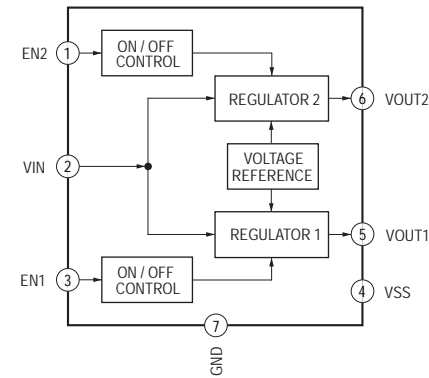 EN2
1
ON / OFF
CONTROL
REGULATOR 2
6
VOUT2
VIN
2
VOLTAGE
REFERENCE
REGULATOR 1
5
VOUT1
EN1
3
ON / OFF
CONTROL
4
VSS
7
GND